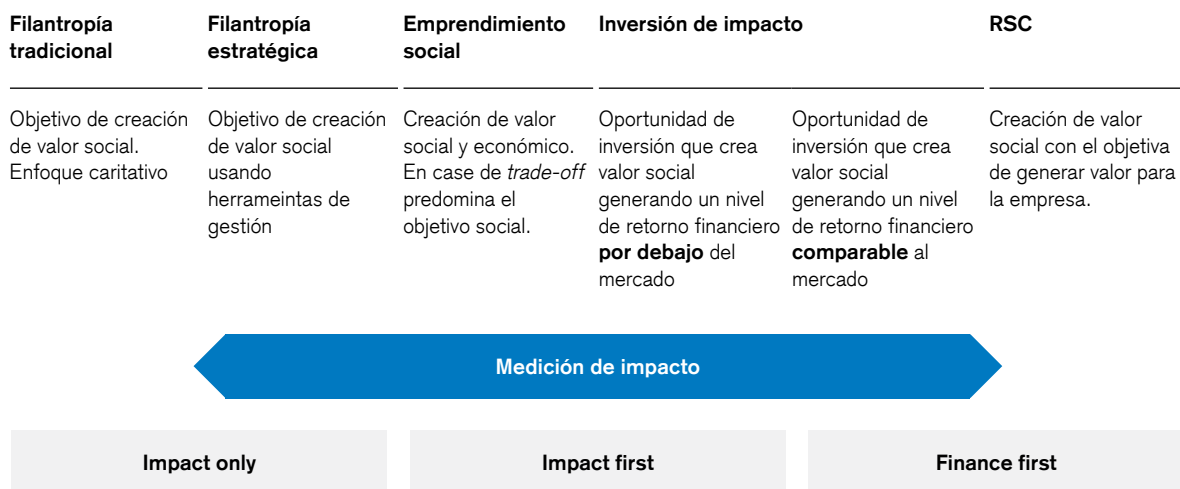 Filantropía
tradicional
Filantropía
estratégica
Emprendimiento
social
Inversión de impacto
RSC
Objetivo de creación
de valor social.
Enfoque caritativo
Objetivo de creación
de valor social
usando
herrameintas de
gestión
Creación de valor
social y económico.
En case de trade-off
predomina el
objetivo social.
Oportunidad de
inversión que crea
valor social
generando un nivel
de retorno financiero
por debajo del
mercado
Oportunidad de
inversión que crea
valor social
generando un nivel
de retorno financiero
comparable al
mercado
Creación de valor
social con el objetiva
de generar valor para
la empresa.
Medición de impacto
Impact only
Impact first
Finance first